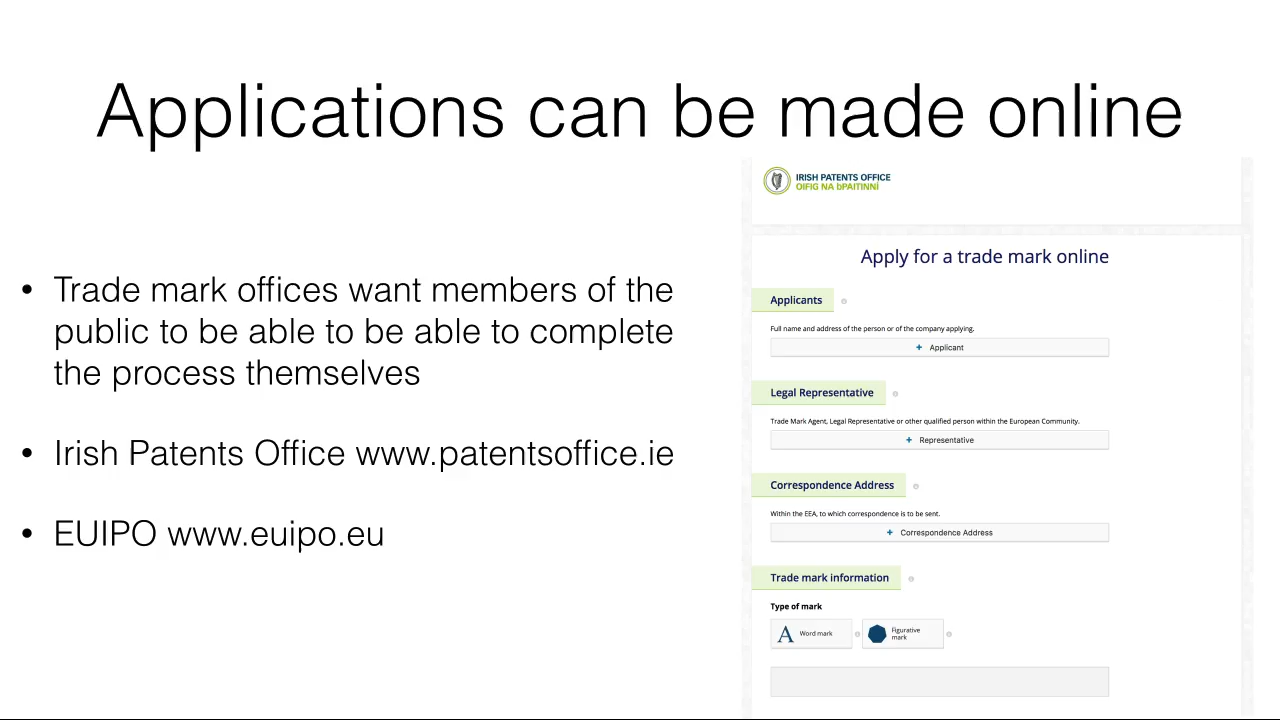 Applications can be made online
• Trade mark offices want members of the
public to be able to be able to complete
the process themselves
• Irish Patents Office www.patentsoffice.ie
• EUIPO www.euipo.eu
IRISH PATENTS OFFICE
OIFIG NA bPAITINNÍ
Apply for a trade mark online
Applicants
Full name and address of the person or of the company applying.
+ Applicant
Legal Representative
Trade Mark Agent, Legal Representative or other qualified person within the European Community.
+ Representative
Correspondence Address
Within the EEA, to which correspondence is to be sent.
+ Correspondence Address
Trade mark information
Type of mark
A Word mark
Figurative
mark